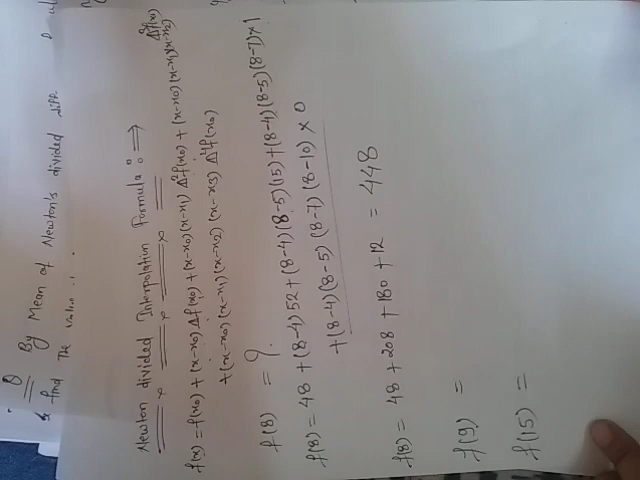 Q By Mean of Newton's divided diff
& find The value
Newton divided Interpolation Formula : ⇒
f(x) = f(x0) + (x-x0) Δf(x0) + (x-x0)(x-x1) Δ²f(x0) + (x-x0)(x-x1)(x-x2) Δ³f(x0)
+ (x-x0)(x-x1)(x-x2)(x-x3) Δ⁴f(x0)
f(8) = ?
f(8) = 48 + (8-4)52 + (8-4)(8-5)(15) + (8-4)(8-5)(8-7)×1
+ (8-4)(8-5)(8-7)(8-10) × 0
f(8) = 48 + 208 + 180 + 12 = 448
f(9) =
f(15) =